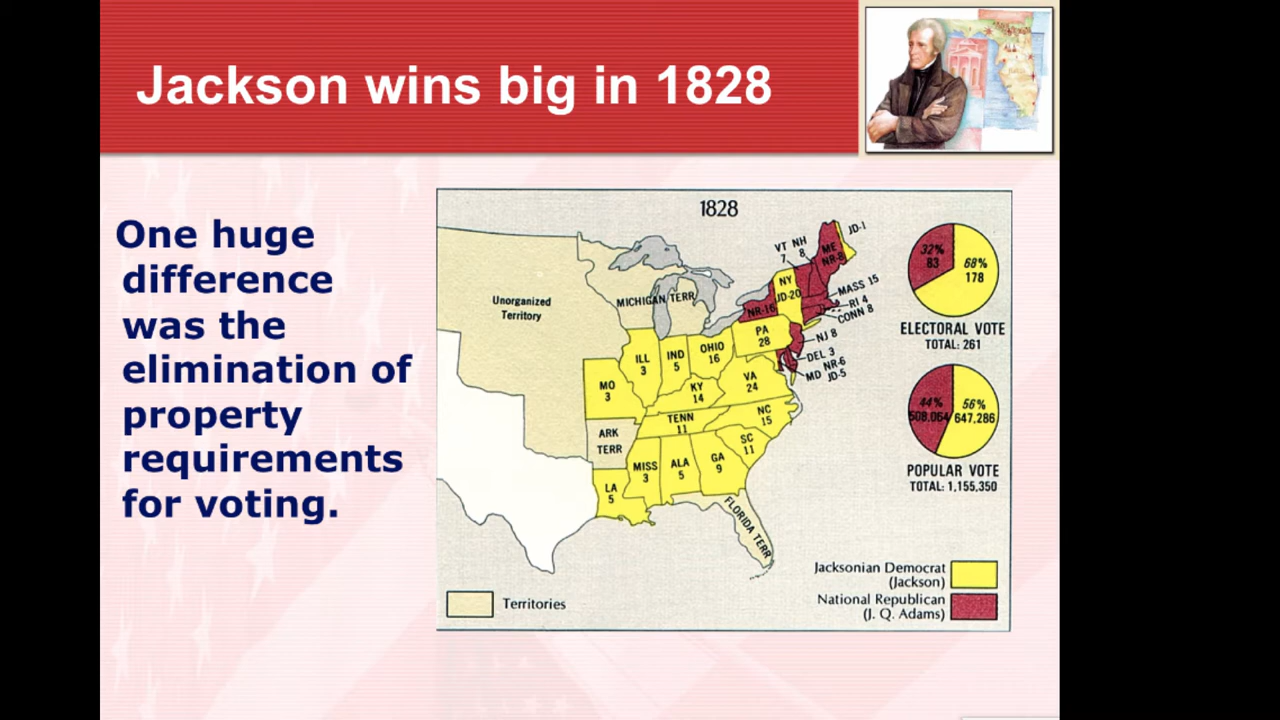 Jackson wins big in 1828
One huge
difference
was the
elimination of
property
requirements
for voting.
1828
Unorganized
Territory
MICHIGAN TERR
VT
7
NH
8
ME
NR-8
JD-1
NY
JD-20
NR-16
MASS 15
RI 4
CONN 8
PA
28
NJ 8
DEL 3
MD NR-6
JD-5
ILL
3
IND
5
OHIO
16
MO
3
KY
14
VA
24
TENN
11
NC
15
ARK
TERR
SC
11
MISS
3
ALA
5
GA
9
LA
5
FLORIDA TERR
32%
83
68%
178
ELECTORAL VOTE
TOTAL: 261
44%
508,064
56%
647,286
POPULAR VOTE
TOTAL: 1,155,350
Jacksonian Democrat
(Jackson)
National Republican
(J. Q. Adams)
Territories